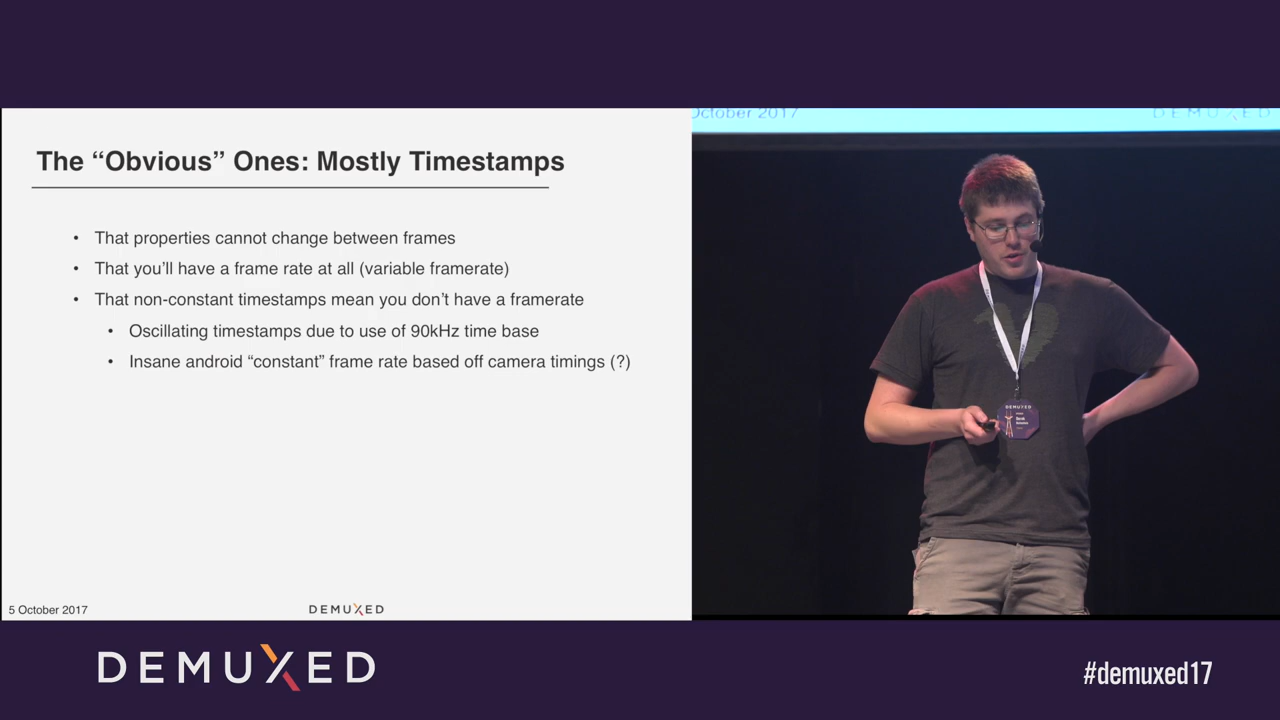 October 2017
DEMUXED
The “Obvious” Ones: Mostly Timestamps
• That properties cannot change between frames
• That you’ll have a frame rate at all (variable framerate)
• That non-constant timestamps mean you don’t have a framerate
• Oscillating timestamps due to use of 90kHz time base
• Insane android “constant” frame rate based off camera timings (?)
DEMUXED
5 October 2017
DEMUXED
DEMUXED
#demuxed17